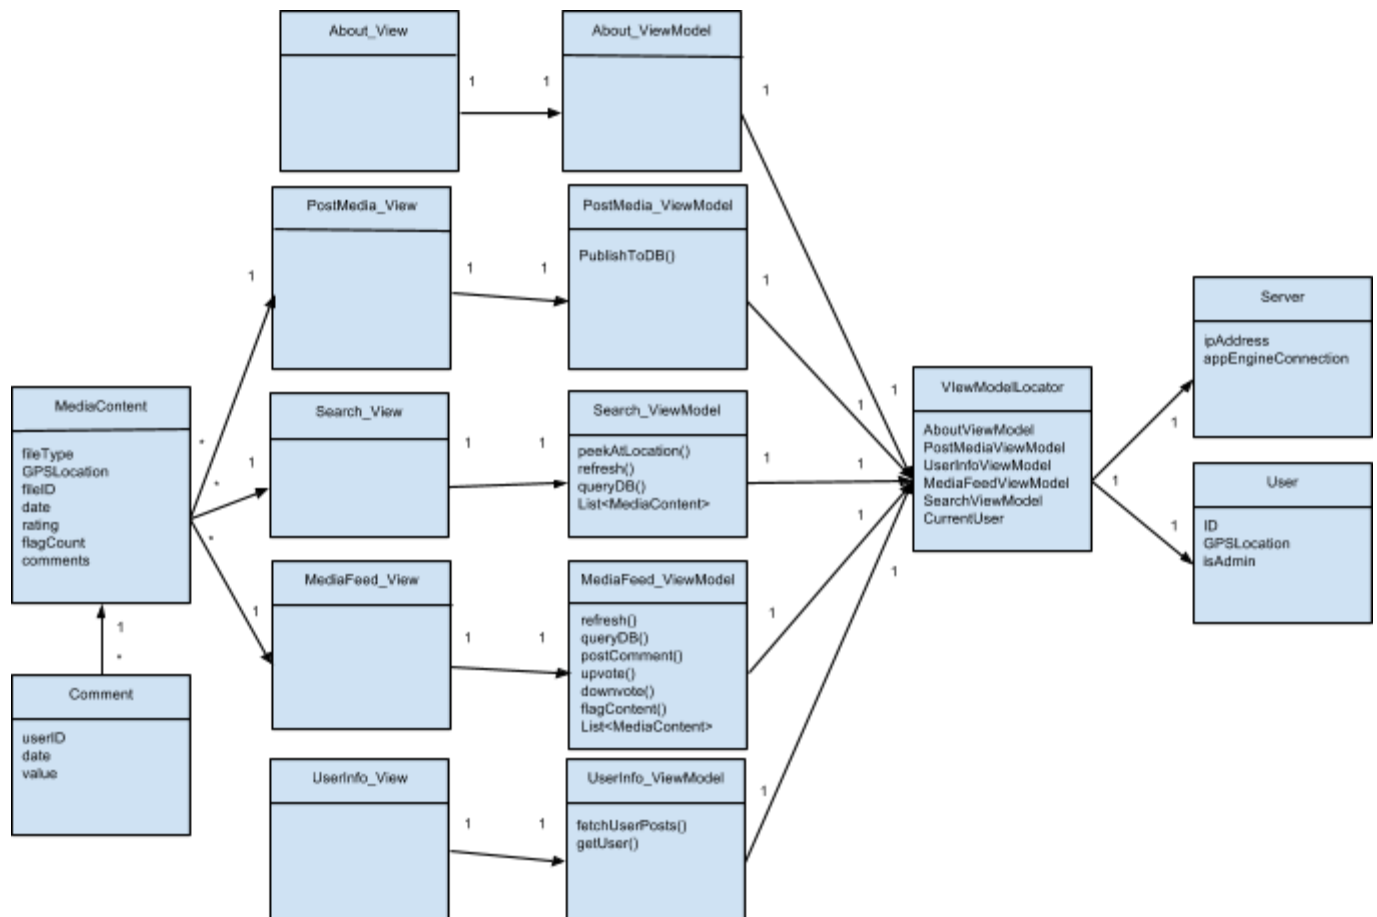 About_View
1
1
About_ViewModel
1
PostMedia_View
1
1
1
PostMedia_ViewModel
PublishToDB()
1
1
1
MediaContent
fileType
GPSLocation
fileID
date
rating
flagCount
comments
*
*
*
1
*
Comment
userID
date
value
Search_View
1
1
1
Search_ViewModel
peekAtLocation()
refresh()
queryDB()
List<MediaContent>
1
1
MediaFeed_View
1
1
1
MediaFeed_ViewModel
refresh()
queryDB()
postComment()
upvote()
downvote()
flagContent()
List<MediaContent>
1
1
UserInfo_View
1
1
UserInfo_ViewModel
fetchUserPosts()
getUser()
1
1
VIewModelLocator
AboutViewModel
PostMediaViewModel
UserInfoViewModel
MediaFeedViewModel
SearchViewModel
CurrentUser
1
1
1
Server
ipAddress
appEngineConnection
User
ID
GPSLocation
isAdmin